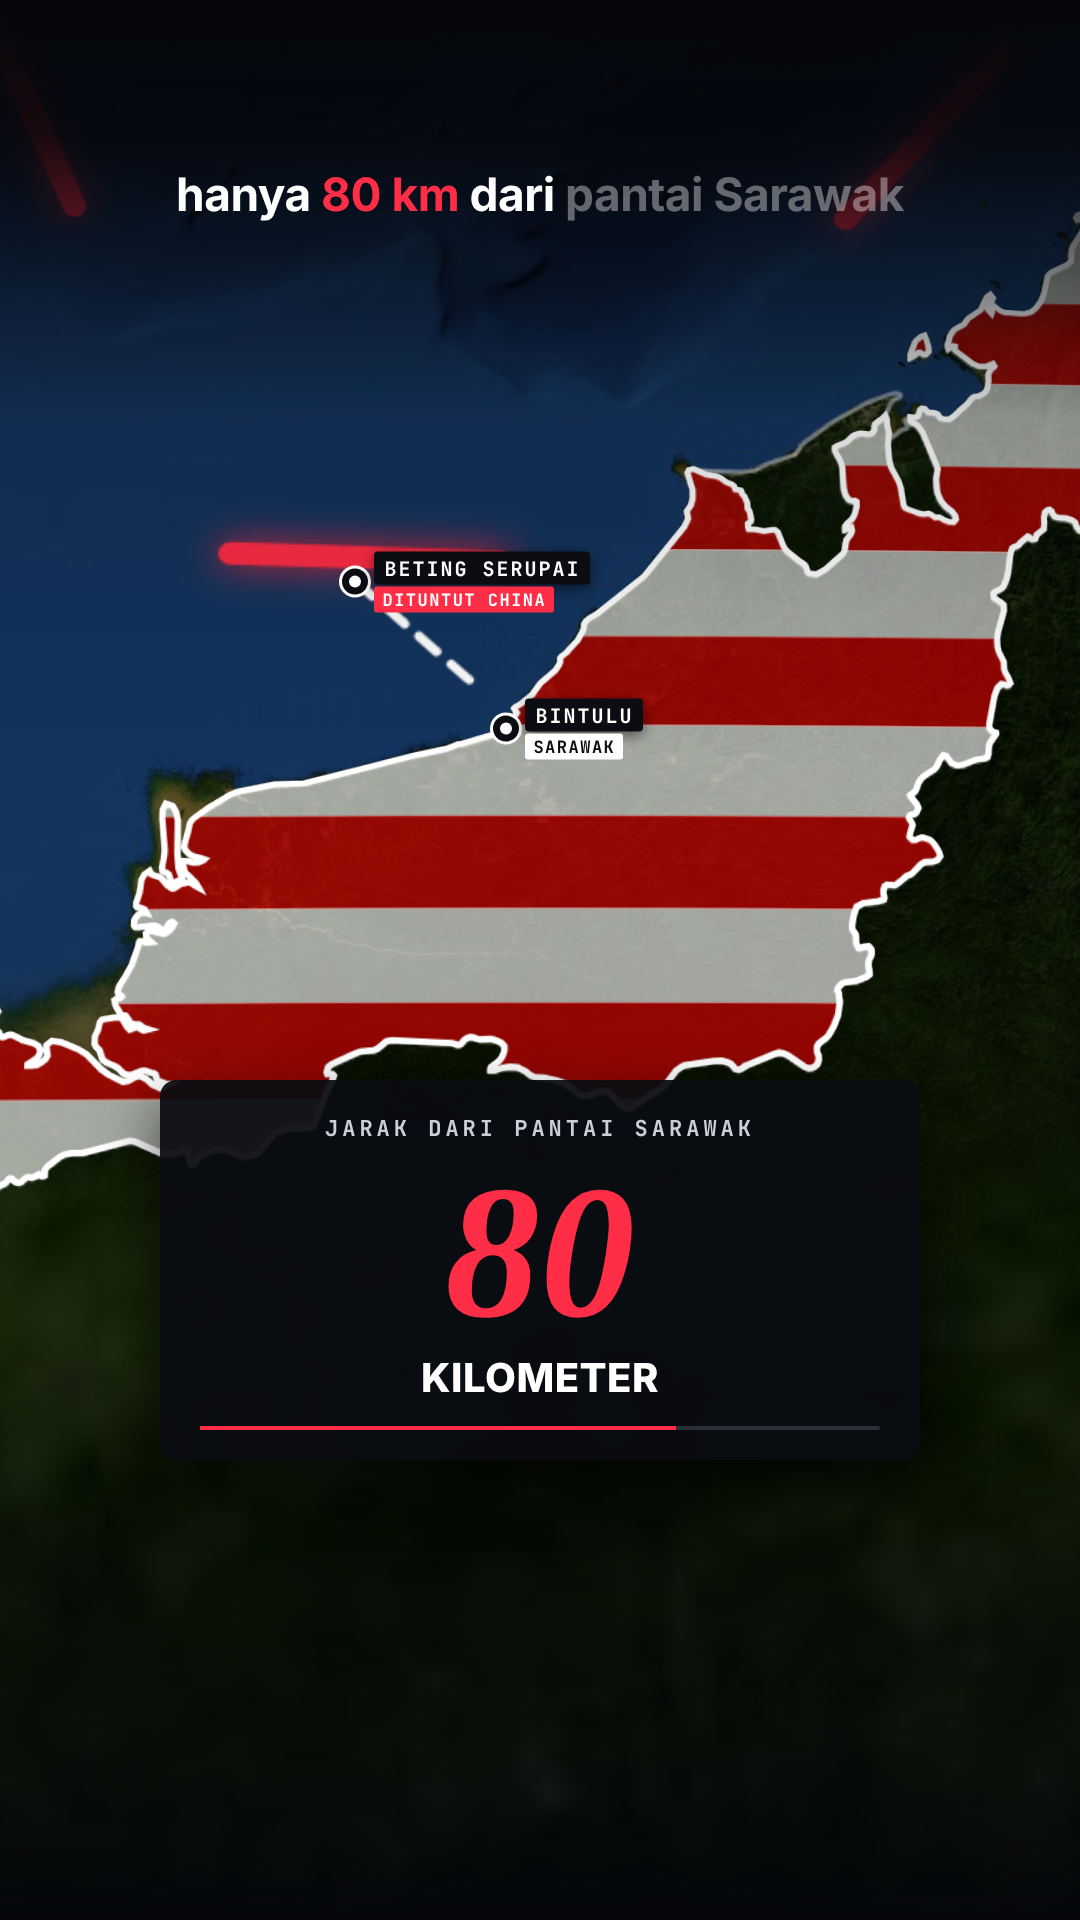 hanya 80 km dari pantai Sarawak
BETING SERUPAI
DITUNTUT CHINA
BINTULU
SARAWAK
JARAK DARI PANTAI SARAWAK
80
KILOMETER